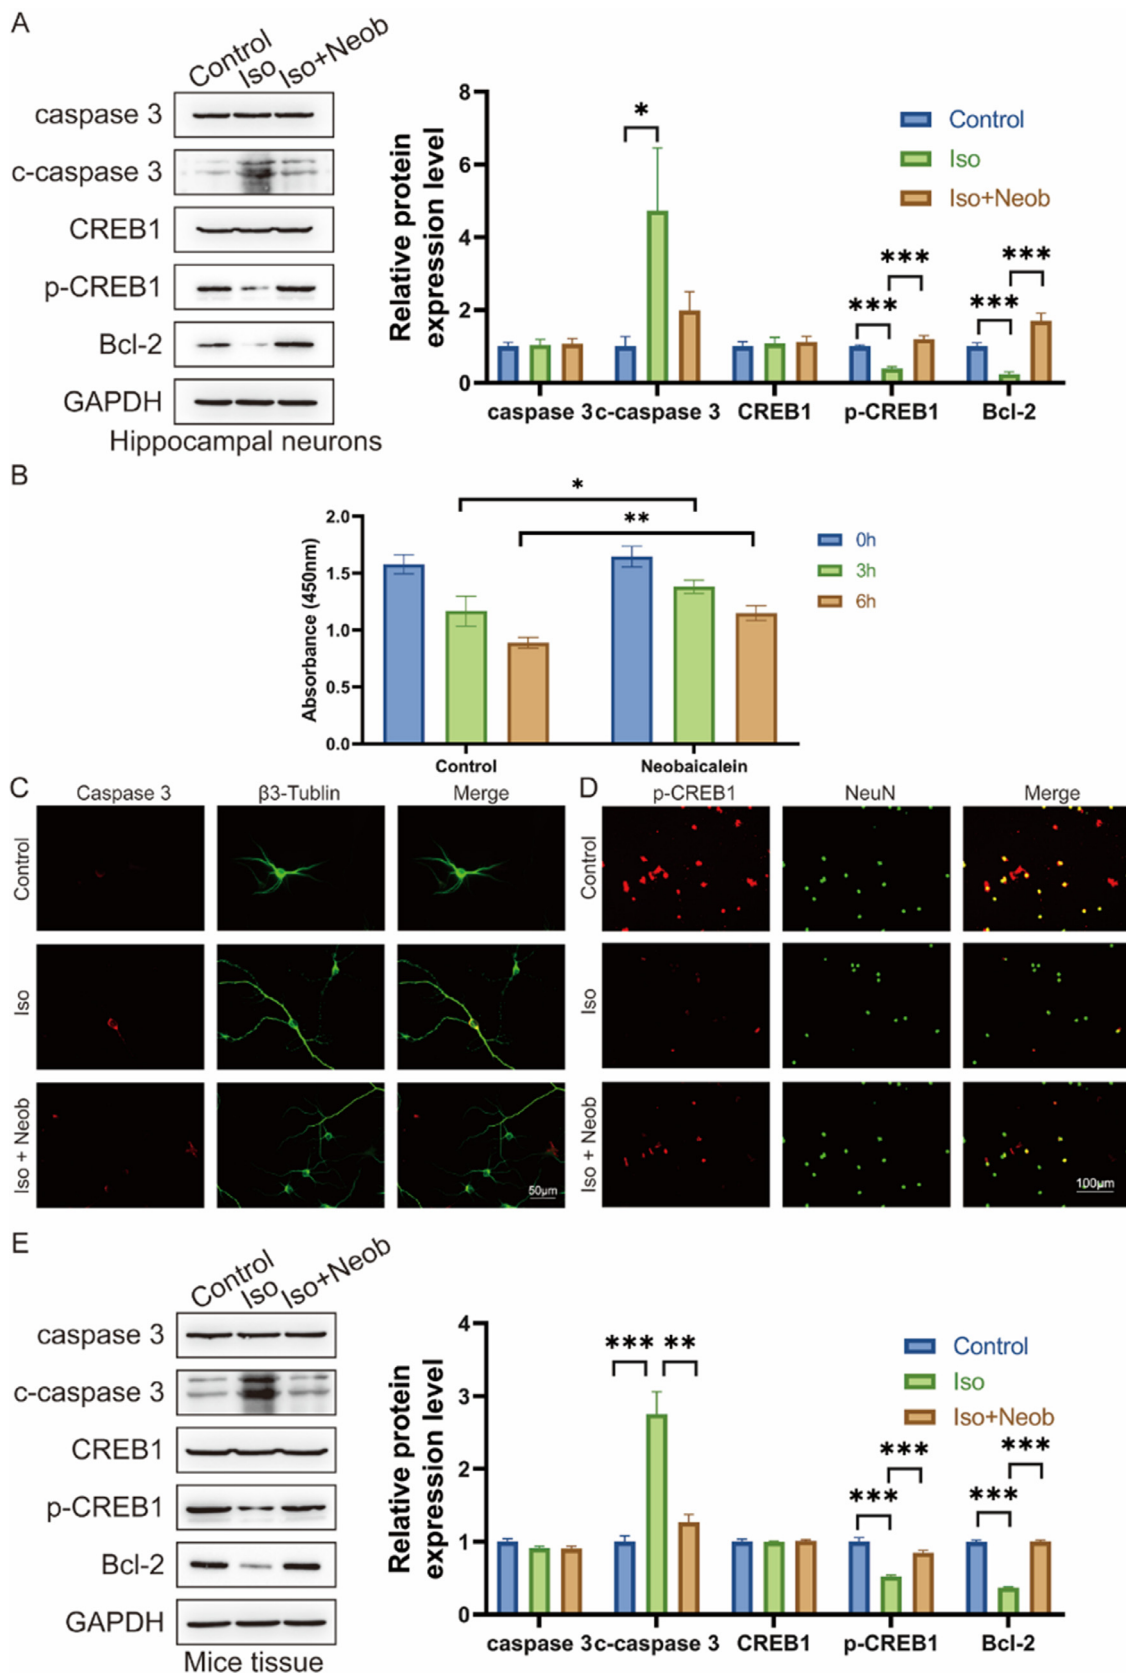 A
Control Iso Iso+Neob
caspase 3
c-caspase 3
CREB1
p-CREB1
Bcl-2
GAPDH
Hippocampal neurons
Relative protein
expression level
8
6
4
2
0
*
*** ***
*** ***
Control
Iso
Iso+Neob
caspase 3 c-caspase 3 CREB1 p-CREB1 Bcl-2
B
Absorbance (450nm)
2.0
1.5
1.0
0.5
0.0
*
**
0h
3h
6h
Control Neobaicalein
C
Caspase 3 β3-Tublin Merge
Control
Iso
Iso + Neob
50μm
D
p-CREB1 NeuN Merge
Control
Iso
Iso + Neob
100μm
E
Control Iso Iso+Neob
caspase 3
c-caspase 3
CREB1
p-CREB1
Bcl-2
GAPDH
Mice tissue
Relative protein
expression level
4
3
2
1
0
*** **
*** ***
*** ***
Control
Iso
Iso+Neob
caspase 3 c-caspase 3 CREB1 p-CREB1 Bcl-2